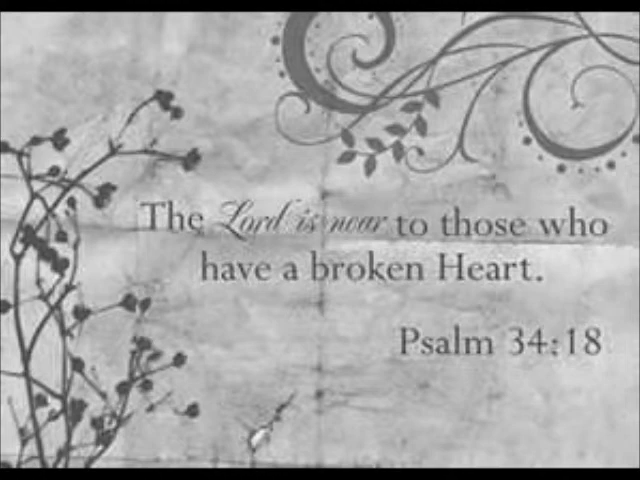 The Lord is near to those who
have a broken Heart.
Psalm 34:18